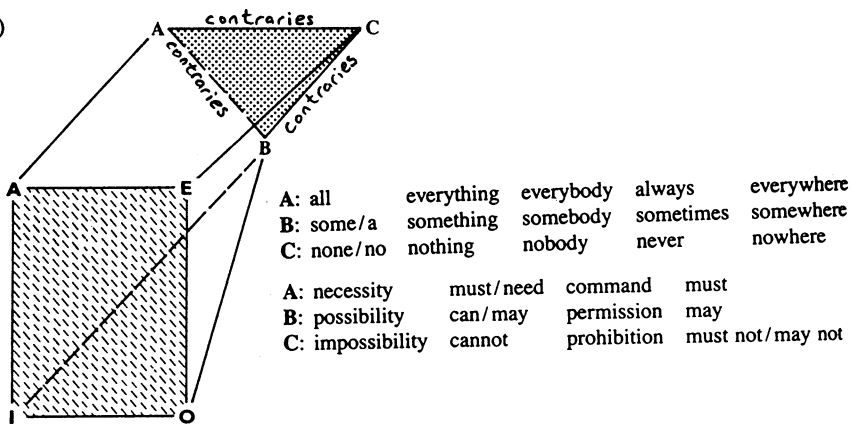 )
contraries
A C
contraries
contraries
B
A E
A: all everything everybody always everywhere
B: some/a something somebody sometimes somewhere
C: none/no nothing nobody never nowhere
A: necessity must/need command must
B: possibility can/may permission may
C: impossibility cannot prohibition must not/may not
I O